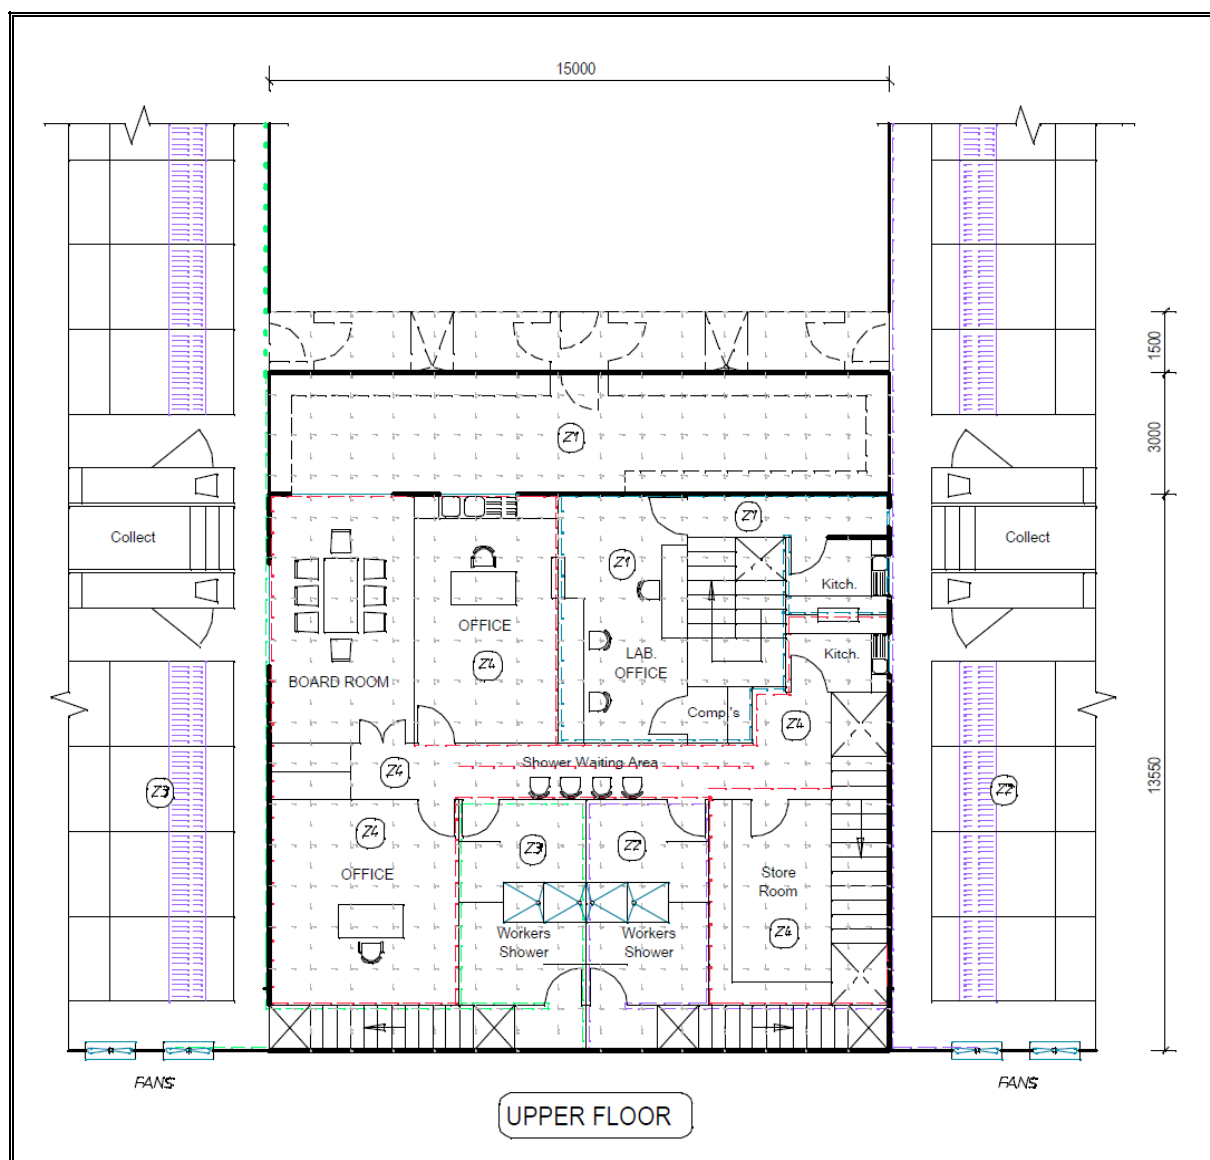 15000
1500
3000
Z1
Z1
Collect
Collect
Z1
Kitch.
OFFICE
LAB.
OFFICE
Kitch.
Z4
BOARD ROOM
Comp.'s
Z4
Shower Waiting Area
Z4
13550
Z3
Z2
Z4
Z3
Z2
OFFICE
Store
Room
Workers
Shower
Workers
Shower
Z4
FANS
FANS
UPPER FLOOR